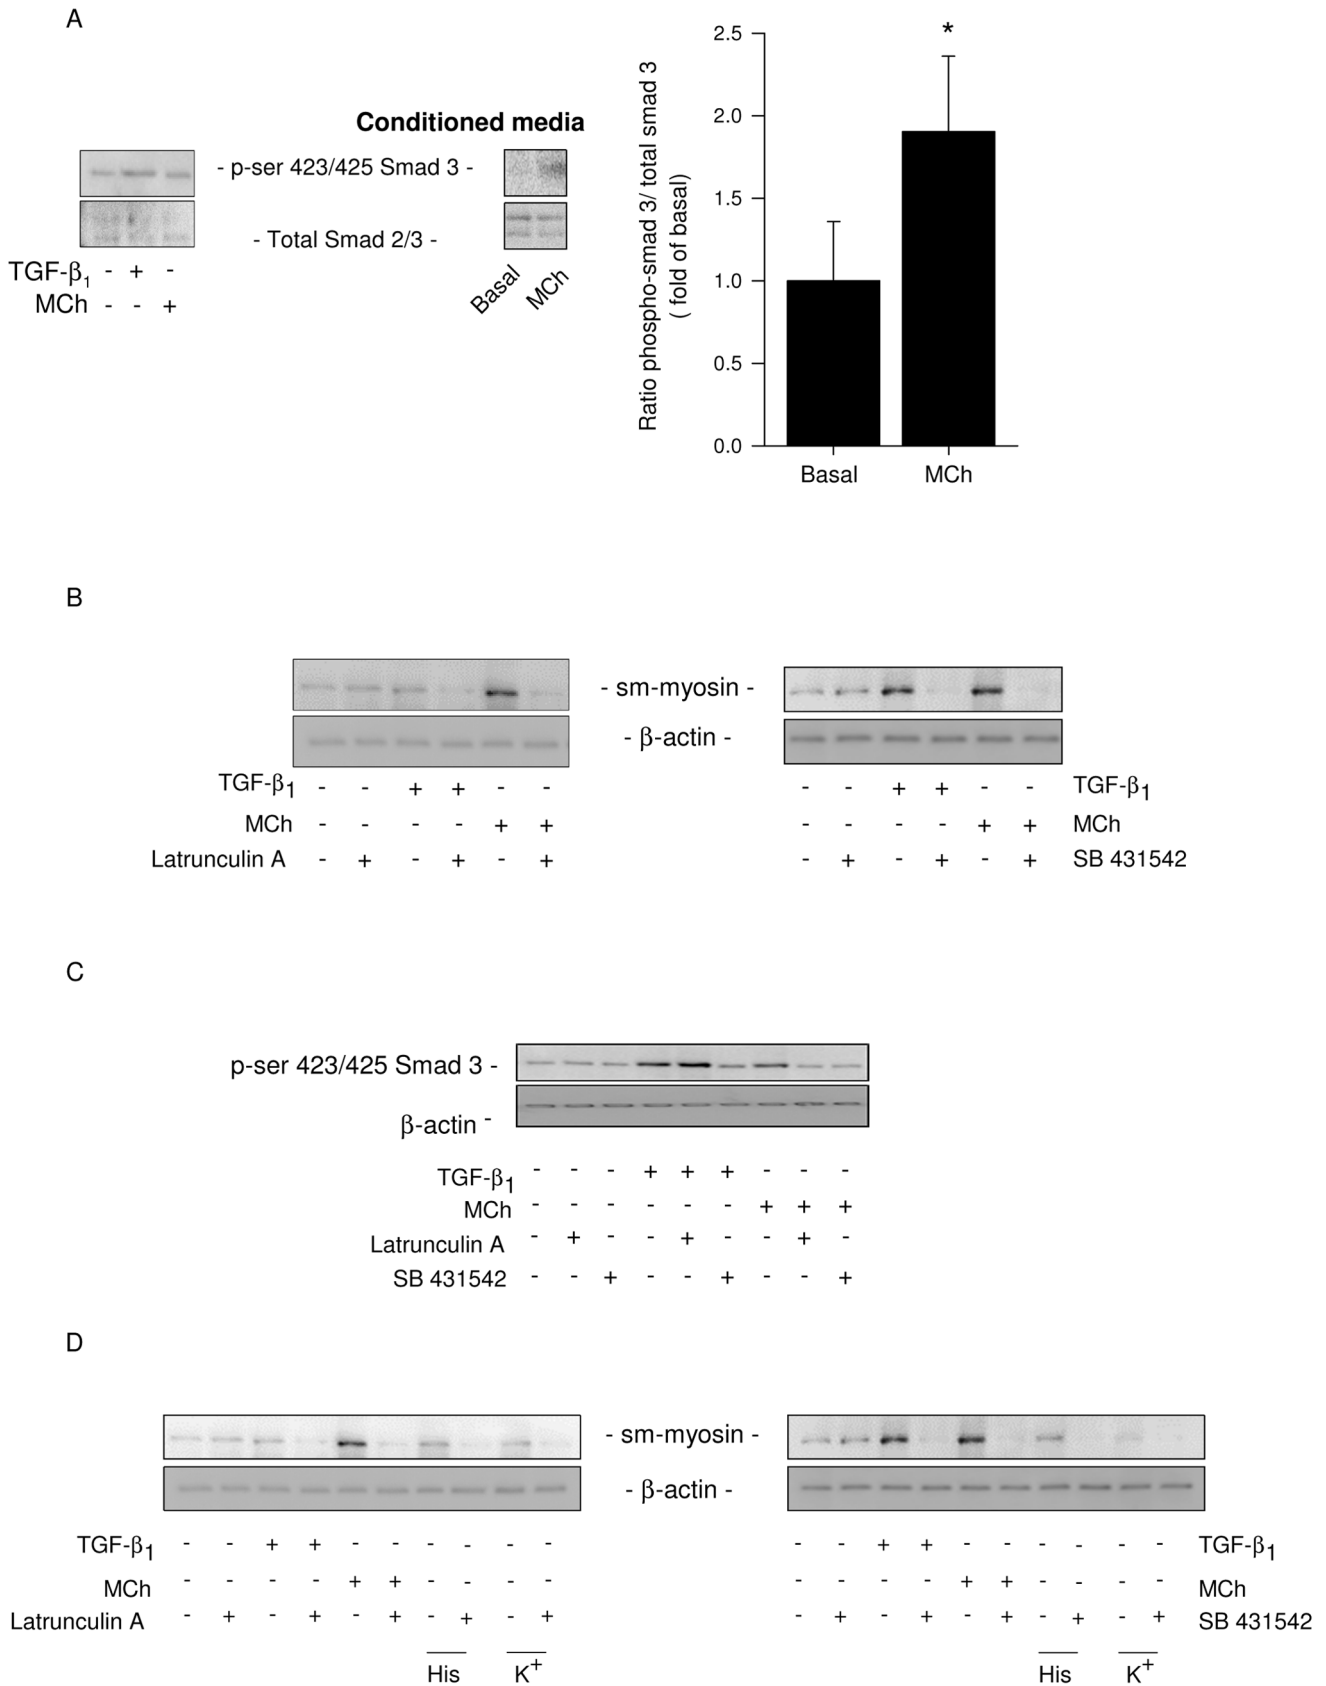 A
Conditioned media
- p-ser 423/425 Smad 3 -
- Total Smad 2/3 -
TGF-β1 - + -
MCh - - +
Basal
MCh
Ratio phospho-smad 3/ total smad 3
( fold of basal)
2.5
2.0
1.5
1.0
0.5
0.0
*
Basal
MCh
B
- sm-myosin -
- β-actin -
TGF-β1 - - + + - -
MCh - - - - + +
Latrunculin A - + - + - +
- - + + - - TGF-β1
- - - - + + MCh
- + - + - + SB 431542
C
p-ser 423/425 Smad 3 -
β-actin -
TGF-β1 - - - + + + - - -
MCh - - - - - - + + +
Latrunculin A - + - - + - - + -
SB 431542 - - + - - + - - +
D
- sm-myosin -
- β-actin -
TGF-β1 - - + + - - - - - -
MCh - - - - + + - - - -
Latrunculin A - + - + - + - + - +
His K+
- - + + - - - - - - TGF-β1
- - - - + + - - - - MCh
- + - + - + - + - + SB 431542
His K+